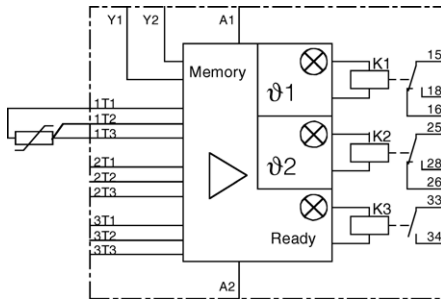 Y1 Y2 A1
Memory K1 15
1T1 ϑ1 18
1T2 16
1T3 K2 25
2T1 ϑ2 28
2T2 26
2T3 K3 33
3T1
3T2 Ready 34
3T3
A2